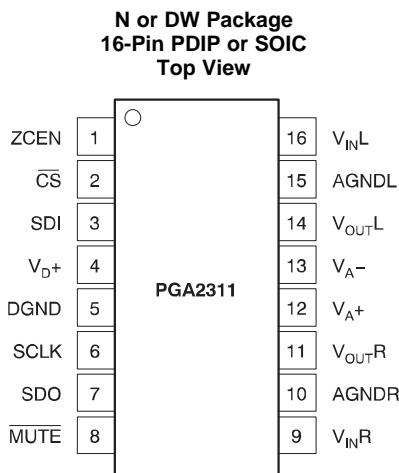 N or DW Package
16-Pin PDIP or SOIC
Top View
ZCEN 1 16 VINL
CS 2 15 AGNDL
SDI 3 14 VOUTL
VD+ 4 13 VA−
DGND 5 PGA2311 12 VA+
SCLK 6 11 VOUTR
SDO 7 10 AGNDR
MUTE 8 9 VINR